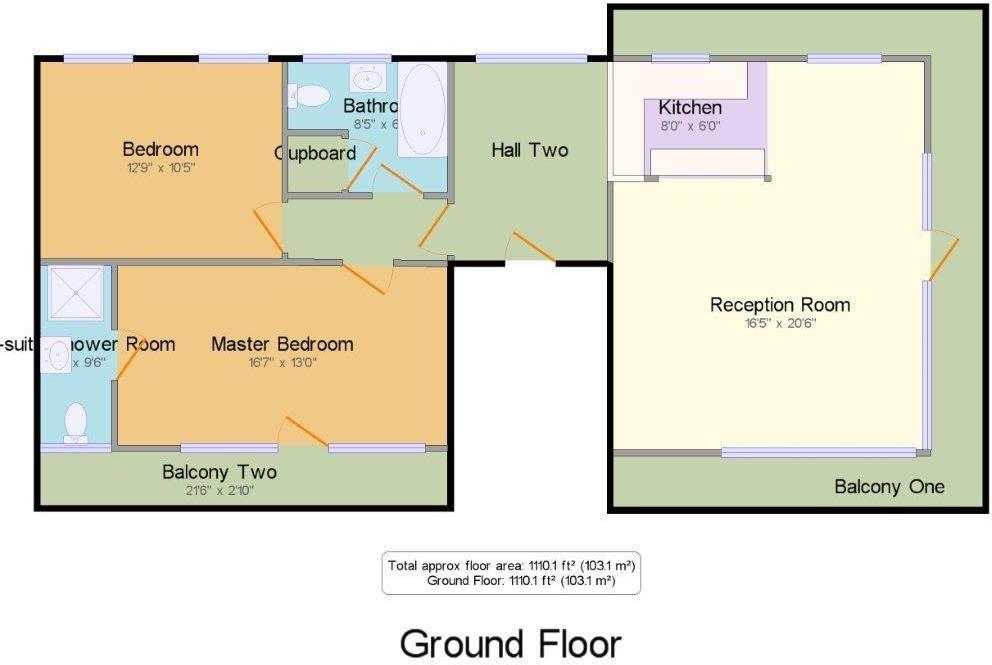 Bathro
8'5" x 6
Kitchen
8'0" x 6'0"
Bedroom
12'9" x 10'5"
Cupboard
Hall Two
Reception Room
16'5" x 20'6"
-suit hower Room
x 9'6"
Master Bedroom
16'7" x 13'0"
Balcony Two
21'6" x 2'10"
Balcony One
Total approx floor area: 1110.1 ft² (103.1 m²)
Ground Floor: 1110.1 ft² (103.1 m²)
Ground Floor